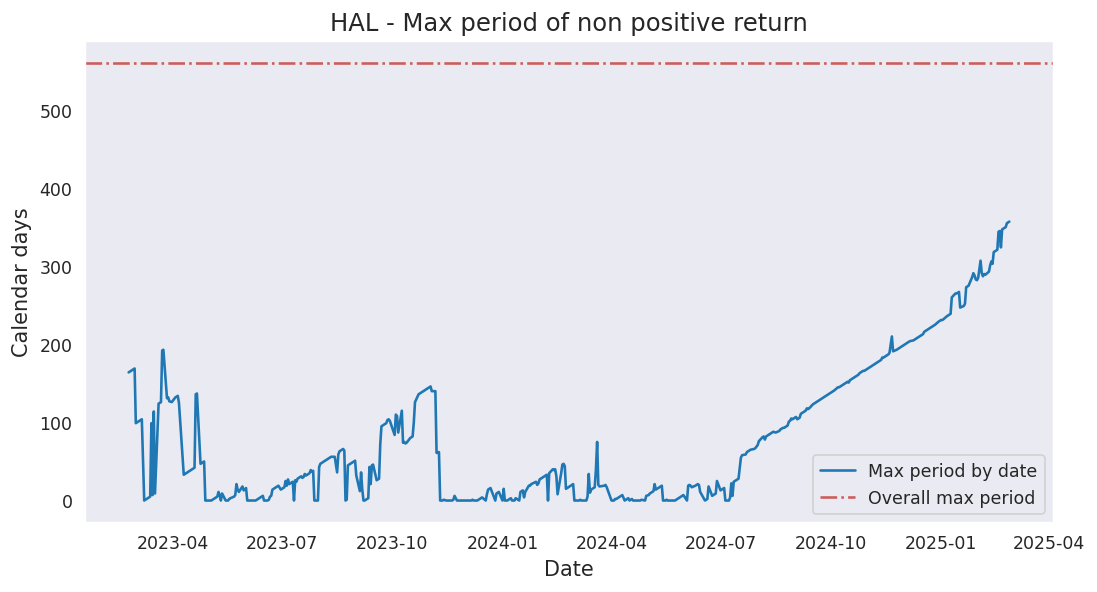 HAL - Max period of non positive return
Calendar days
500
400
300
200
100
0
Max period by date
Overall max period
2023-04 2023-07 2023-10 2024-01 2024-04 2024-07 2024-10 2025-01 2025-04
Date